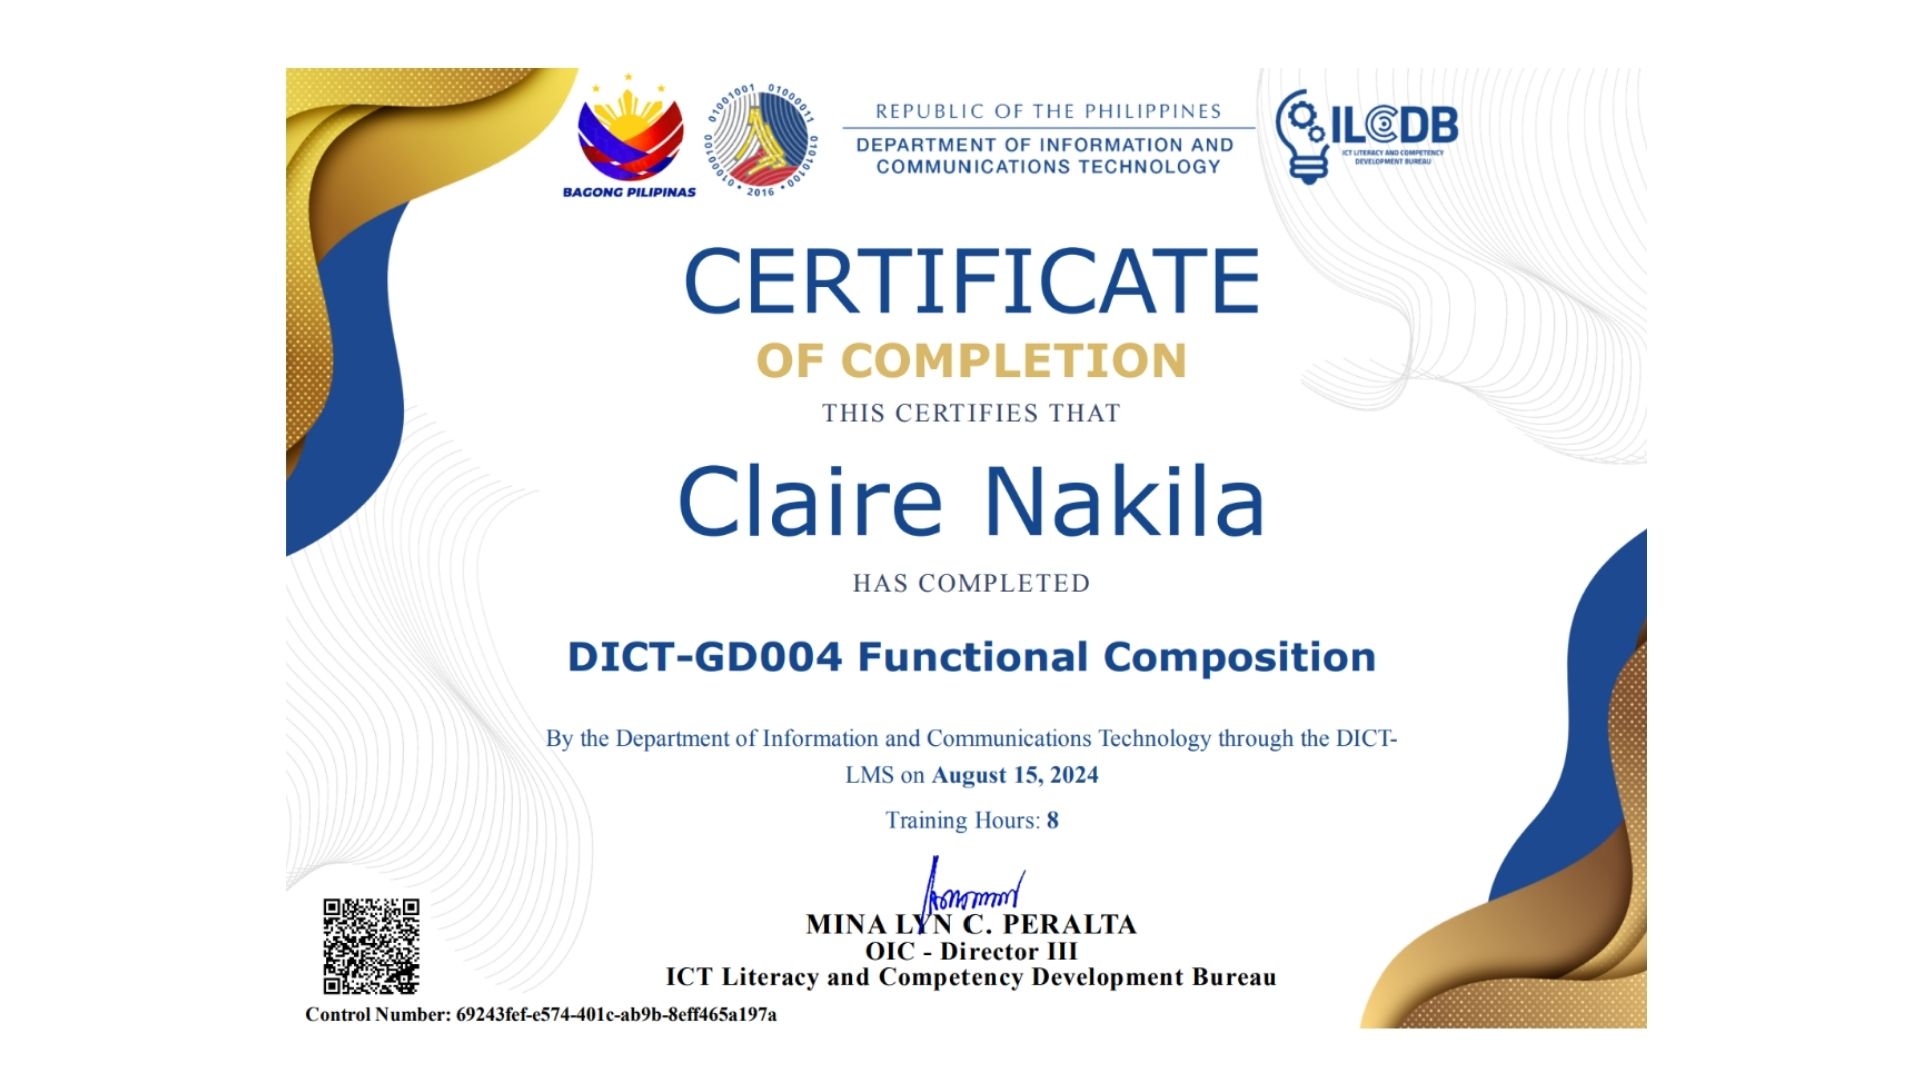 BAGONG PILIPINAS
01001001 01000011 01010100 01000100 • 2016 •
REPUBLIC OF THE PHILIPPINES
DEPARTMENT OF INFORMATION AND
COMMUNICATIONS TECHNOLOGY
ILCDB
ICT LITERACY AND COMPETENCY
DEVELOPMENT BUREAU
CERTIFICATE
OF COMPLETION
THIS CERTIFIES THAT
Claire Nakila
HAS COMPLETED
DICT-GD004 Functional Composition
By the Department of Information and Communications Technology through the DICT-
LMS on August 15, 2024
Training Hours: 8
MINA LYN C. PERALTA
OIC - Director III
ICT Literacy and Competency Development Bureau
Control Number: 69243fef-e574-401c-ab9b-8eff465a197a